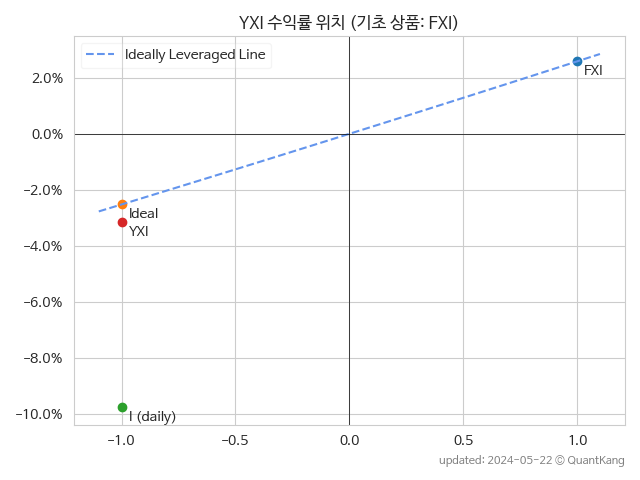 YXI 수익률 위치 (기초 상품: FXI)
Ideally Leveraged Line
FXI
2.0%
0.0%
−2.0%
Ideal
YXI
−4.0%
−6.0%
−8.0%
−10.0%
I (daily)
−1.0 −0.5 0.0 0.5 1.0
updated: 2024-05-22 © QuantKang